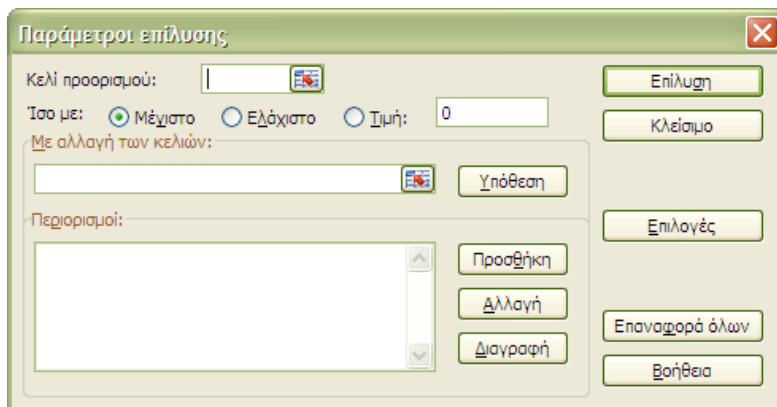 Παράμετροι επίλυσης
Κελί προορισμού:
Επίλυση
Ίσο με: Μέγιστο Ελάχιστο Τιμή: 0
Κλείσιμο
Με αλλαγή των κελιών:
Υπόθεση
Περιορισμοί:
Επιλογές
Προσθήκη
Αλλαγή
Επαναφορά όλων
Διαγραφή
Βοήθεια